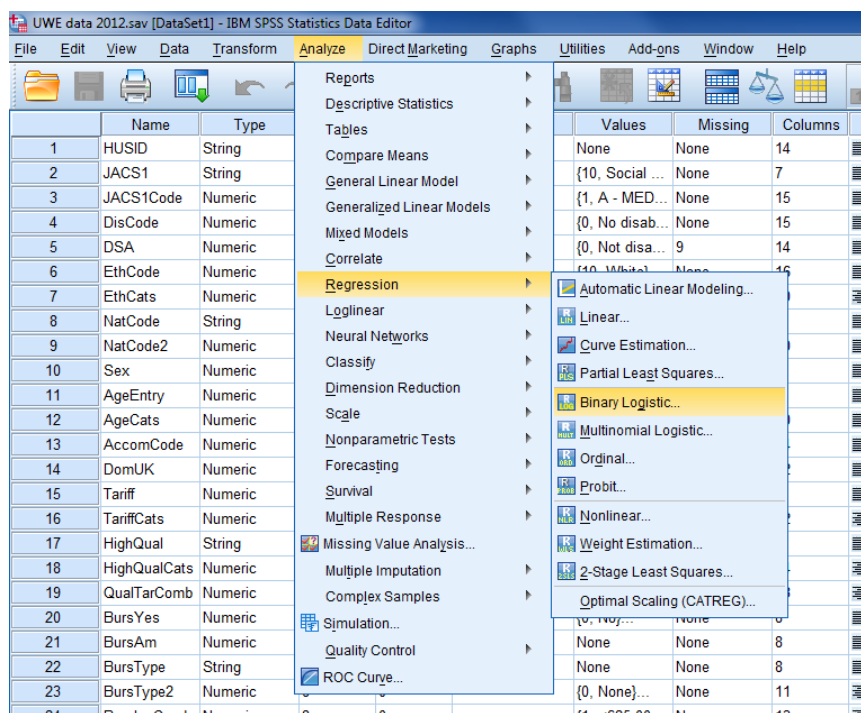 UWE data 2012.sav [DataSet1] - IBM SPSS Statistics Data Editor
File Edit View Data Transform Analyze Direct Marketing Graphs Utilities Add-ons Window Help
Name Type Values Missing Columns
1 HUSID String None None 14
2 JACS1 String {10, Social ... None 7
3 JACS1Code Numeric {1, A - MED... None 15
4 DisCode Numeric {0, No disab... None 15
5 DSA Numeric {0, Not disa... 9 14
6 EthCode Numeric {10, White}... None 16
7 EthCats Numeric
8 NatCode String
9 NatCode2 Numeric
10 Sex Numeric
11 AgeEntry Numeric
12 AgeCats Numeric
13 AccomCode Numeric
14 DomUK Numeric
15 Tariff Numeric
16 TariffCats Numeric
17 HighQual String
18 HighQualCats Numeric
19 QualTarComb Numeric
20 BursYes Numeric {0, No}... None
21 BursAm Numeric None None 8
22 BursType String None None 8
23 BursType2 Numeric {0, None}... None 11
Reports
Descriptive Statistics
Tables
Compare Means
General Linear Model
Generalized Linear Models
Mixed Models
Correlate
Regression
Loglinear
Neural Networks
Classify
Dimension Reduction
Scale
Nonparametric Tests
Forecasting
Survival
Multiple Response
Missing Value Analysis...
Multiple Imputation
Complex Samples
Simulation...
Quality Control
ROC Curve...
Automatic Linear Modeling...
Linear...
Curve Estimation...
Partial Least Squares...
Binary Logistic...
Multinomial Logistic...
Ordinal...
Probit...
Nonlinear...
Weight Estimation...
2-Stage Least Squares...
Optimal Scaling (CATREG)...